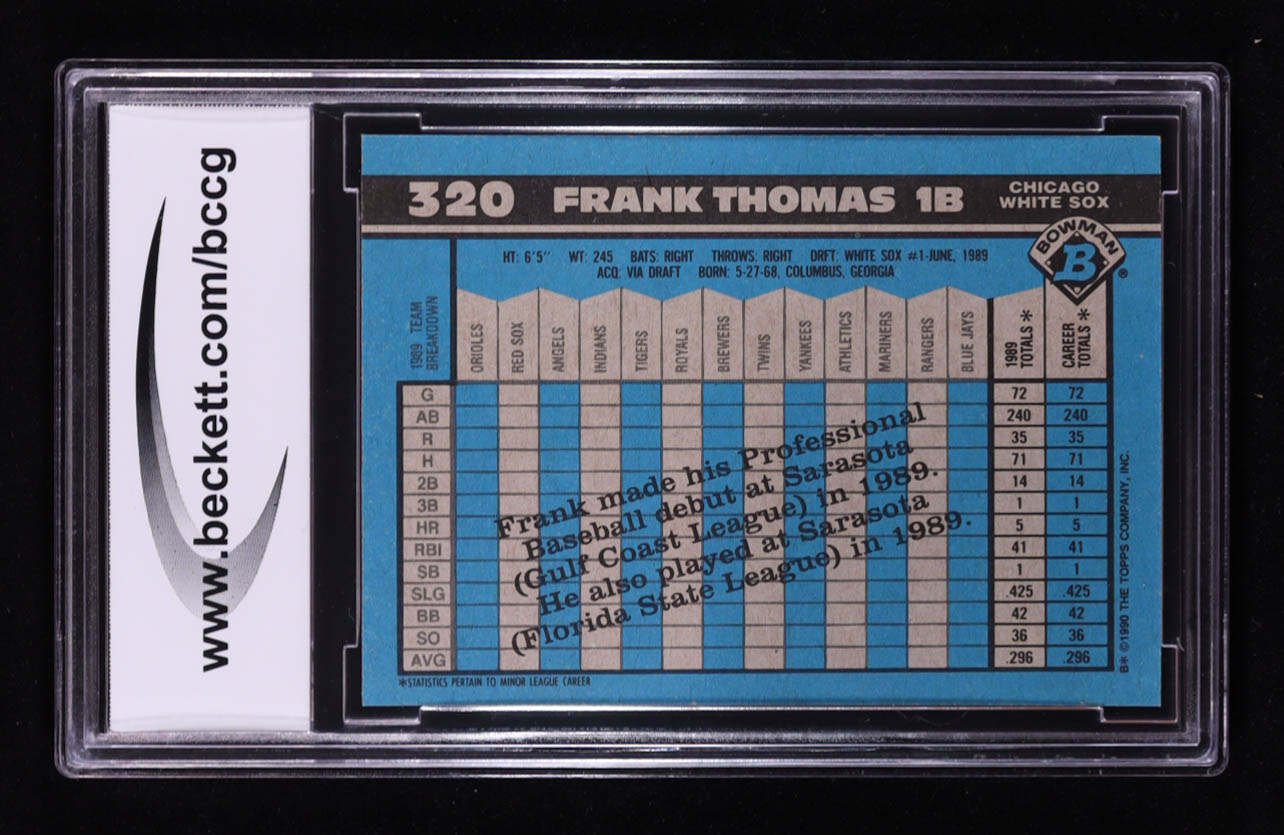 www.beckett.com/bccg
320 FRANK THOMAS 1B CHICAGO WHITE SOX
BOWMAN
B ®
HT: 6'5" WT: 245 BATS: RIGHT THROWS: RIGHT DRFT: WHITE SOX #1-JUNE, 1989
ACQ: VIA DRAFT BORN: 5-27-68, COLUMBUS, GEORGIA
1989 TEAM BREAKDOWN ORIOLES RED SOX ANGELS INDIANS TIGERS ROYALS BREWERS TWINS YANKEES ATHLETICS MARINERS RANGERS BLUE JAYS 1989 TOTALS * CAREER TOTALS *
G 72 72
AB 240 240
R 35 35
H 71 71
2B 14 14
3B 1 1
HR 5 5
RBI 41 41
SB 1 1
SLG .425 .425
BB 42 42
SO 36 36
AVG .296 .296
Frank made his Professional
Baseball debut at Sarasota
(Gulf Coast League) in 1989.
He also played at Sarasota
(Florida State League) in 1989.
*STATISTICS PERTAIN TO MINOR LEAGUE CAREER
B* ©1990 THE TOPPS COMPANY, INC.